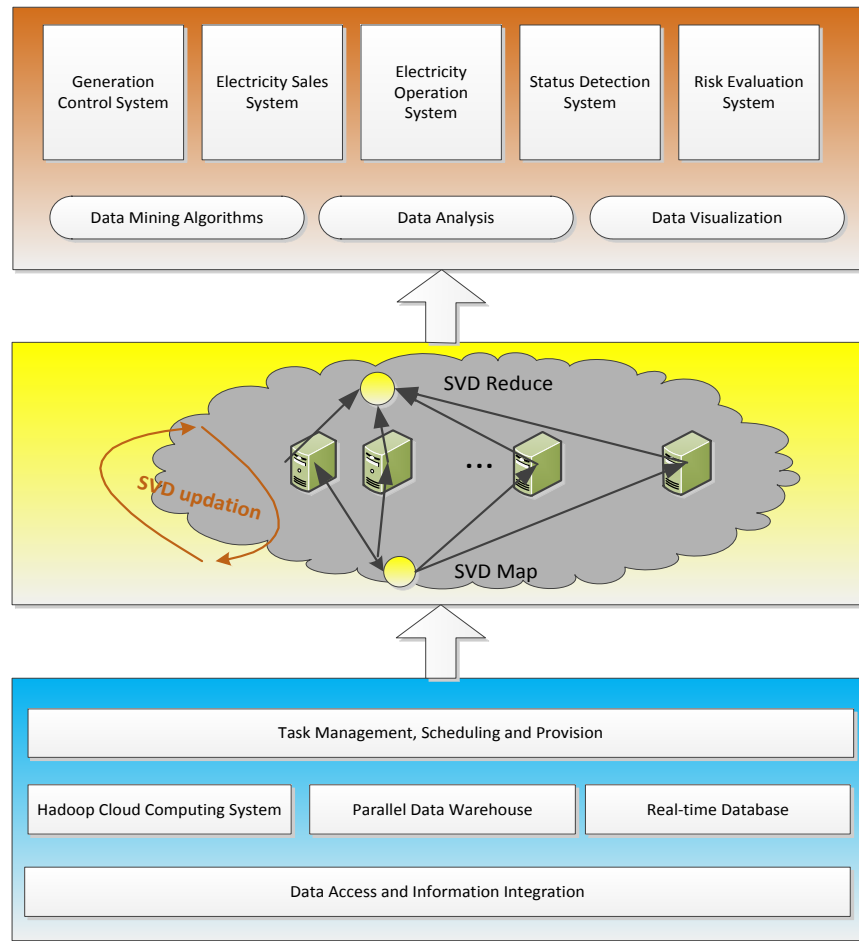 Generation
Control System
Electricity Sales
System
Electricity
Operation
System
Status Detection
System
Risk Evaluation
System
Data Mining Algorithms
Data Analysis
Data Visualization
SVD Reduce
...
SVD updation
SVD Map
Task Management, Scheduling and Provision
Hadoop Cloud Computing System
Parallel Data Warehouse
Real-time Database
Data Access and Information Integration